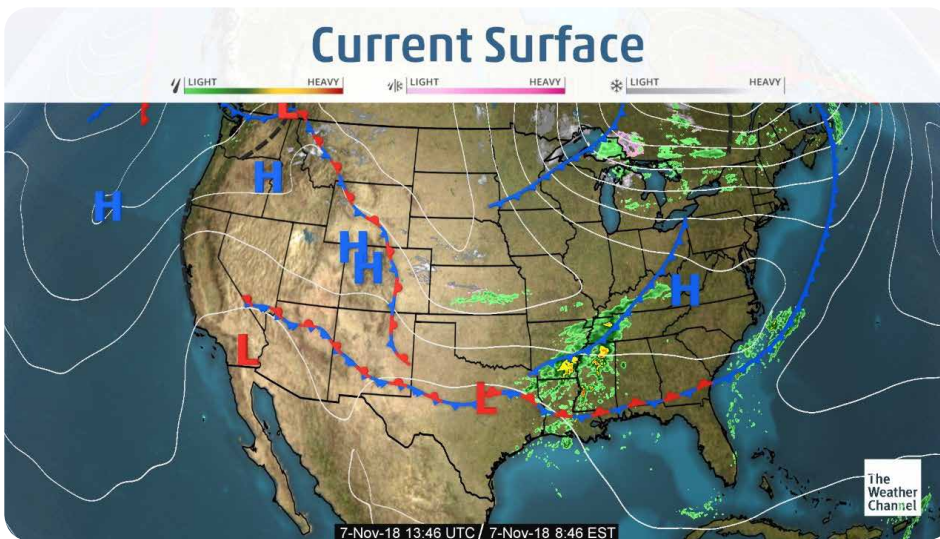 Current Surface
LIGHT HEAVY LIGHT HEAVY LIGHT HEAVY
L
H
H
H
H
H
L
L
The
Weather
Channel
7-Nov-18 13:46 UTC / 7-Nov-18 8:46 EST